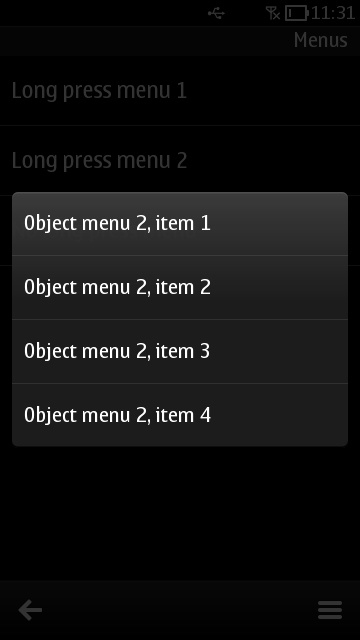 11:31
Menus
Long press menu 1
Long press menu 2
Object menu 2, item 1
Object menu 2, item 2
Object menu 2, item 3
Object menu 2, item 4